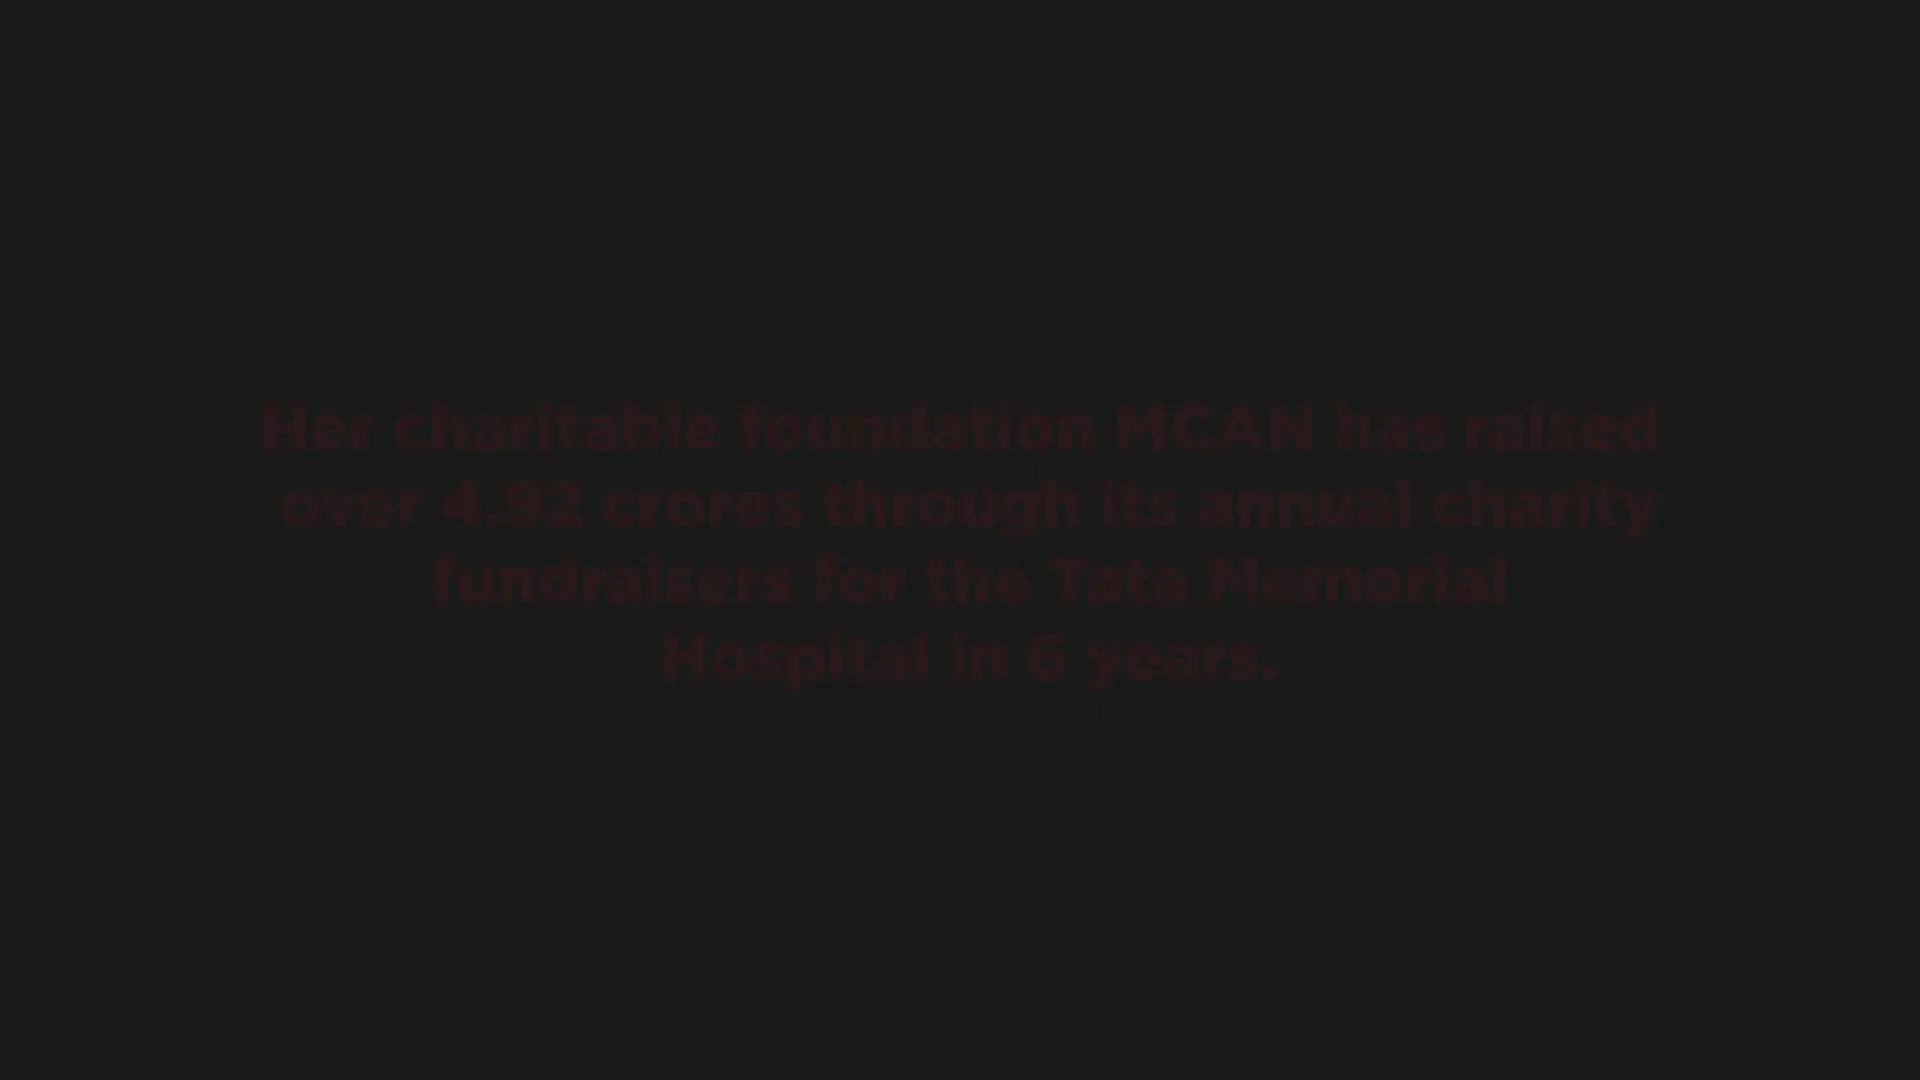 Her charitable foundation MCAN has raised
over 4.92 crores through its annual charity
fundraisers for the Tata Memorial
Hospital in 6 years.